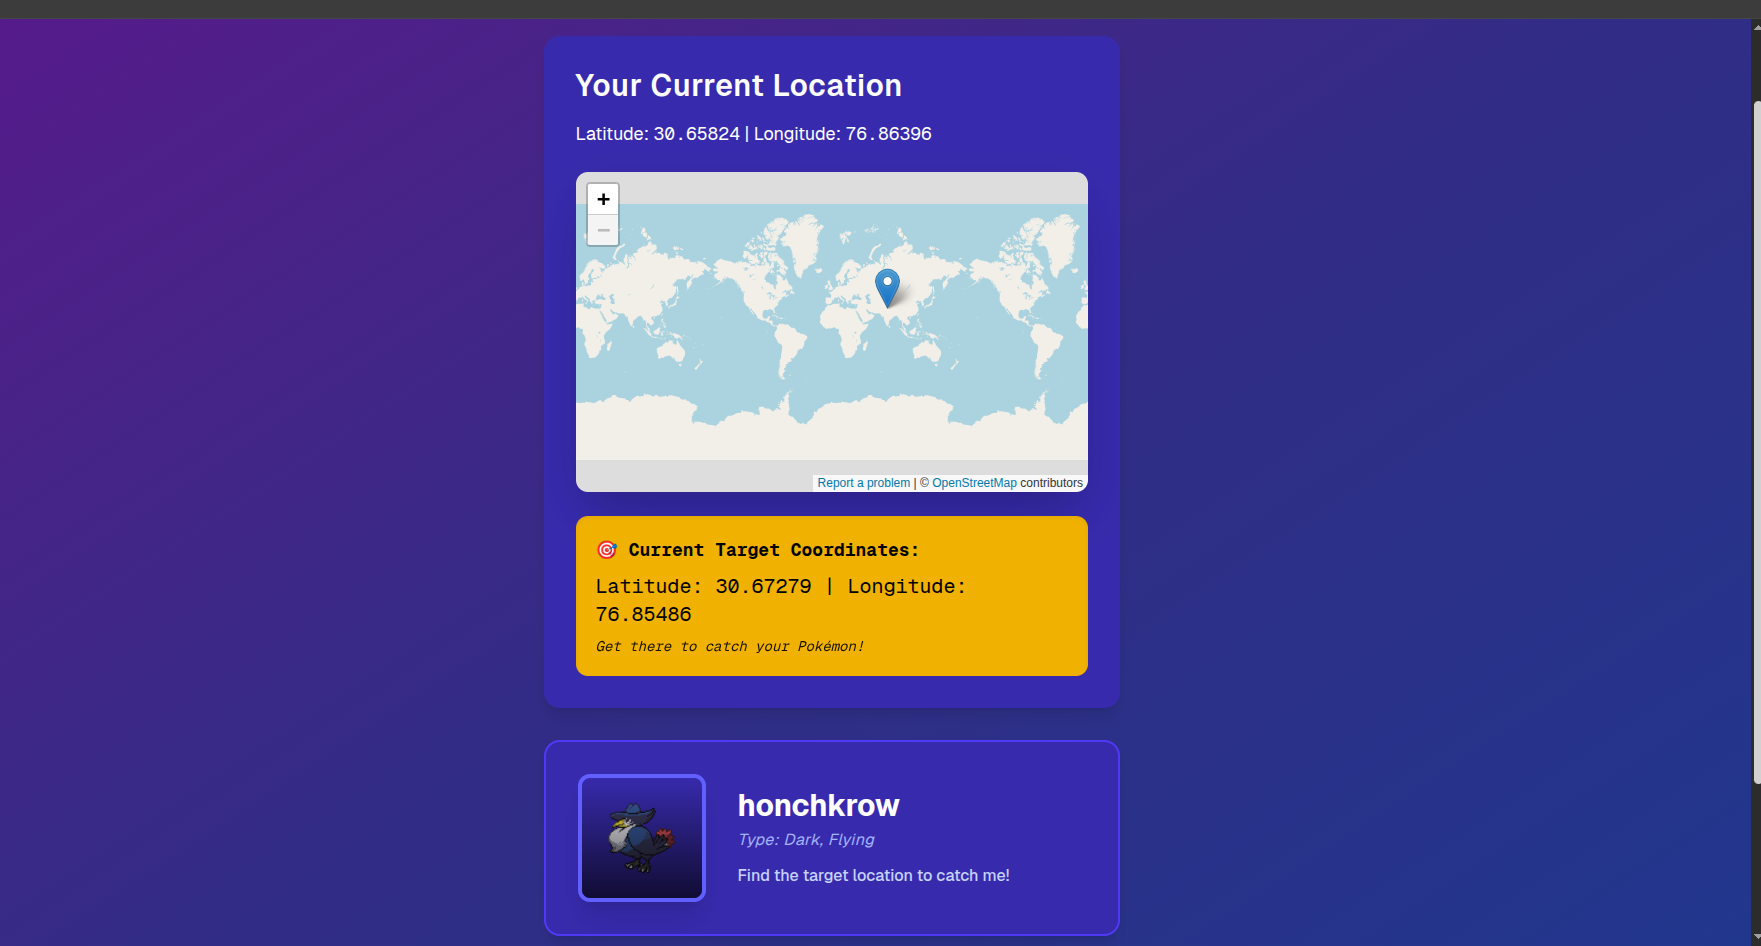 Your Current Location
Latitude: 30.65824 | Longitude: 76.86396
+
−
Report a problem | © OpenStreetMap contributors
🎯 Current Target Coordinates:
Latitude: 30.67279 | Longitude:
76.85486
Get there to catch your Pokémon!
honchkrow
Type: Dark, Flying
Find the target location to catch me!